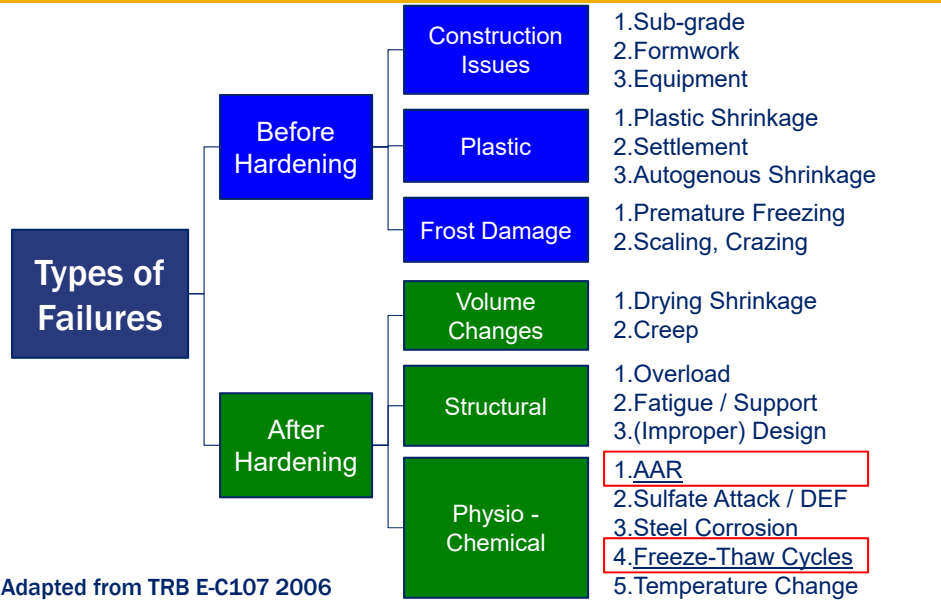 Types of
Failures
Before
Hardening
Construction
Issues
1.Sub-grade
2.Formwork
3.Equipment
Plastic
1.Plastic Shrinkage
2.Settlement
3.Autogenous Shrinkage
Frost Damage
1.Premature Freezing
2.Scaling, Crazing
After
Hardening
Volume
Changes
1.Drying Shrinkage
2.Creep
Structural
1.Overload
2.Fatigue / Support
3.(Improper) Design
Physio -
Chemical
1.AAR
2.Sulfate Attack / DEF
3.Steel Corrosion
4.Freeze-Thaw Cycles
5.Temperature Change
Adapted from TRB E-C107 2006